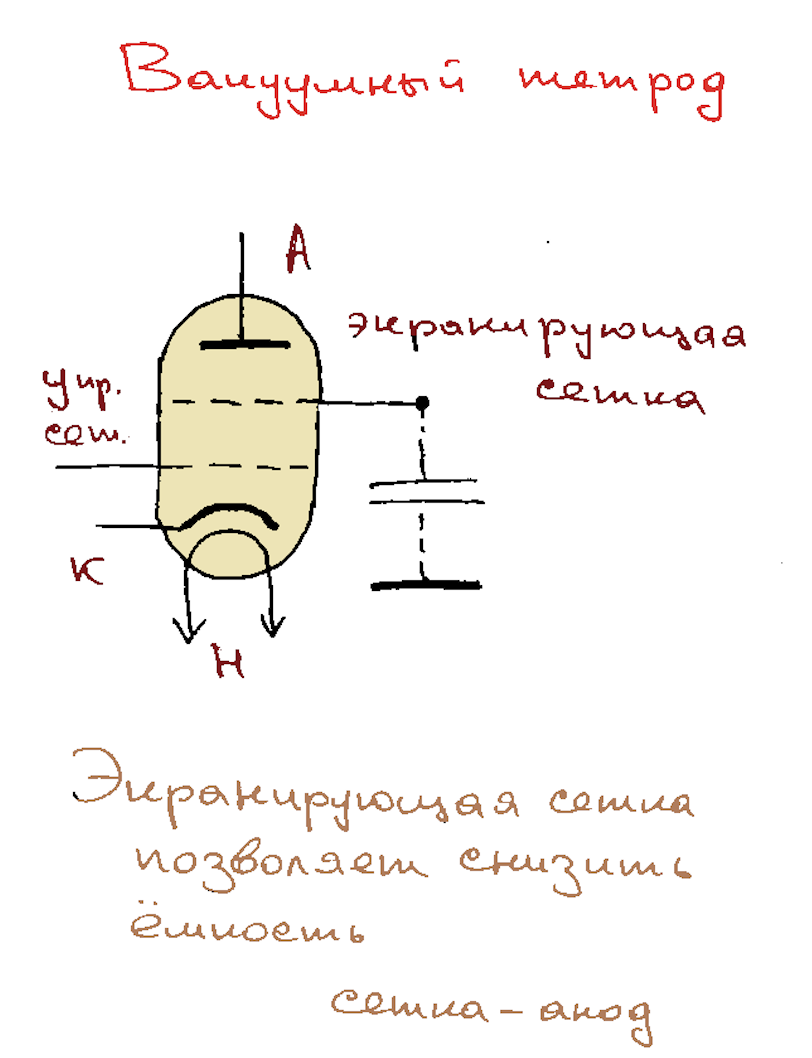 Вакуумный тетрод
А
экранирующая
сетка
Упр.
сет.
К
Н
Экранирующая сетка
позволяет снизить
ёмкость
сетка - анод